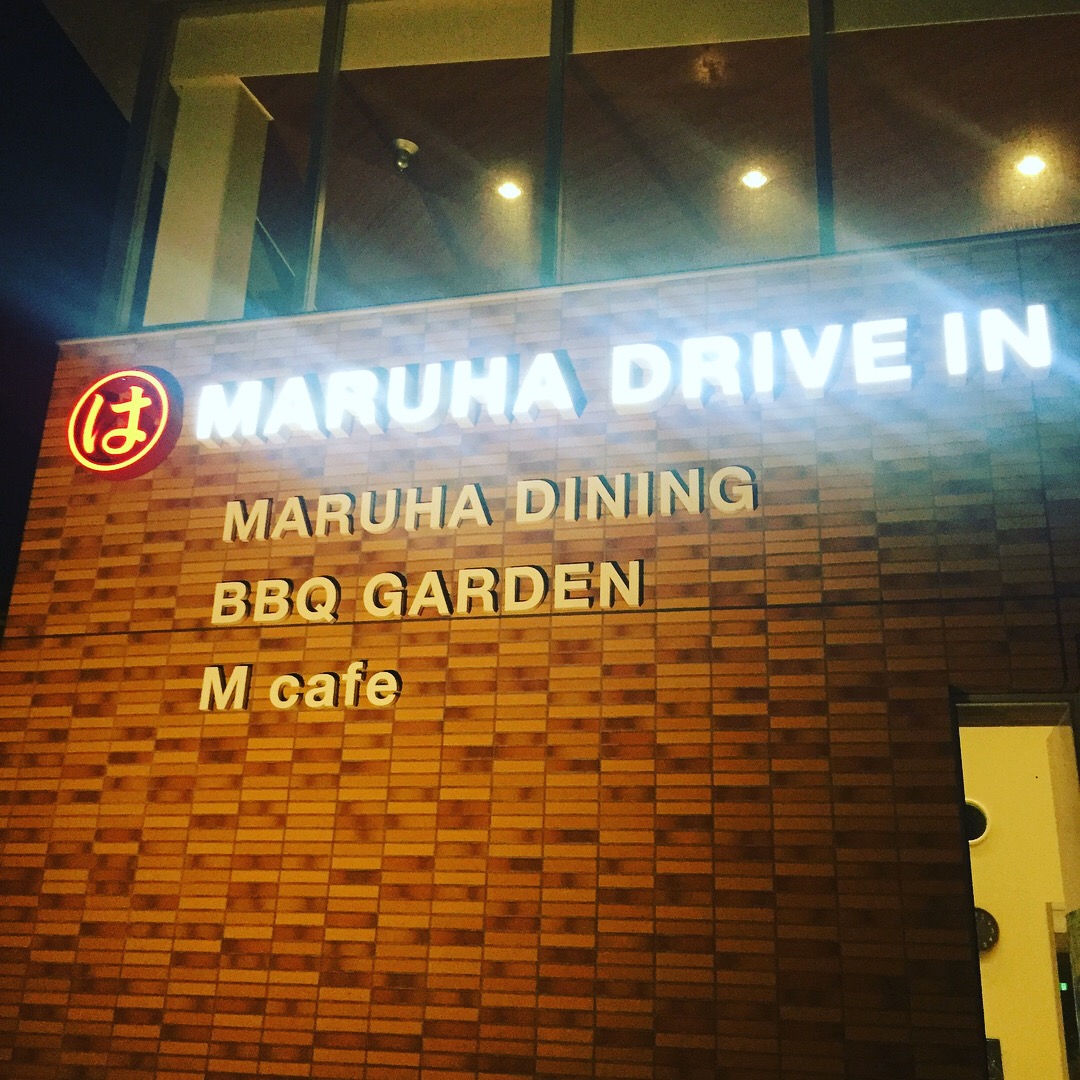 は MARUHA DRIVE IN
MARUHA DINING
BBQ GARDEN
M cafe